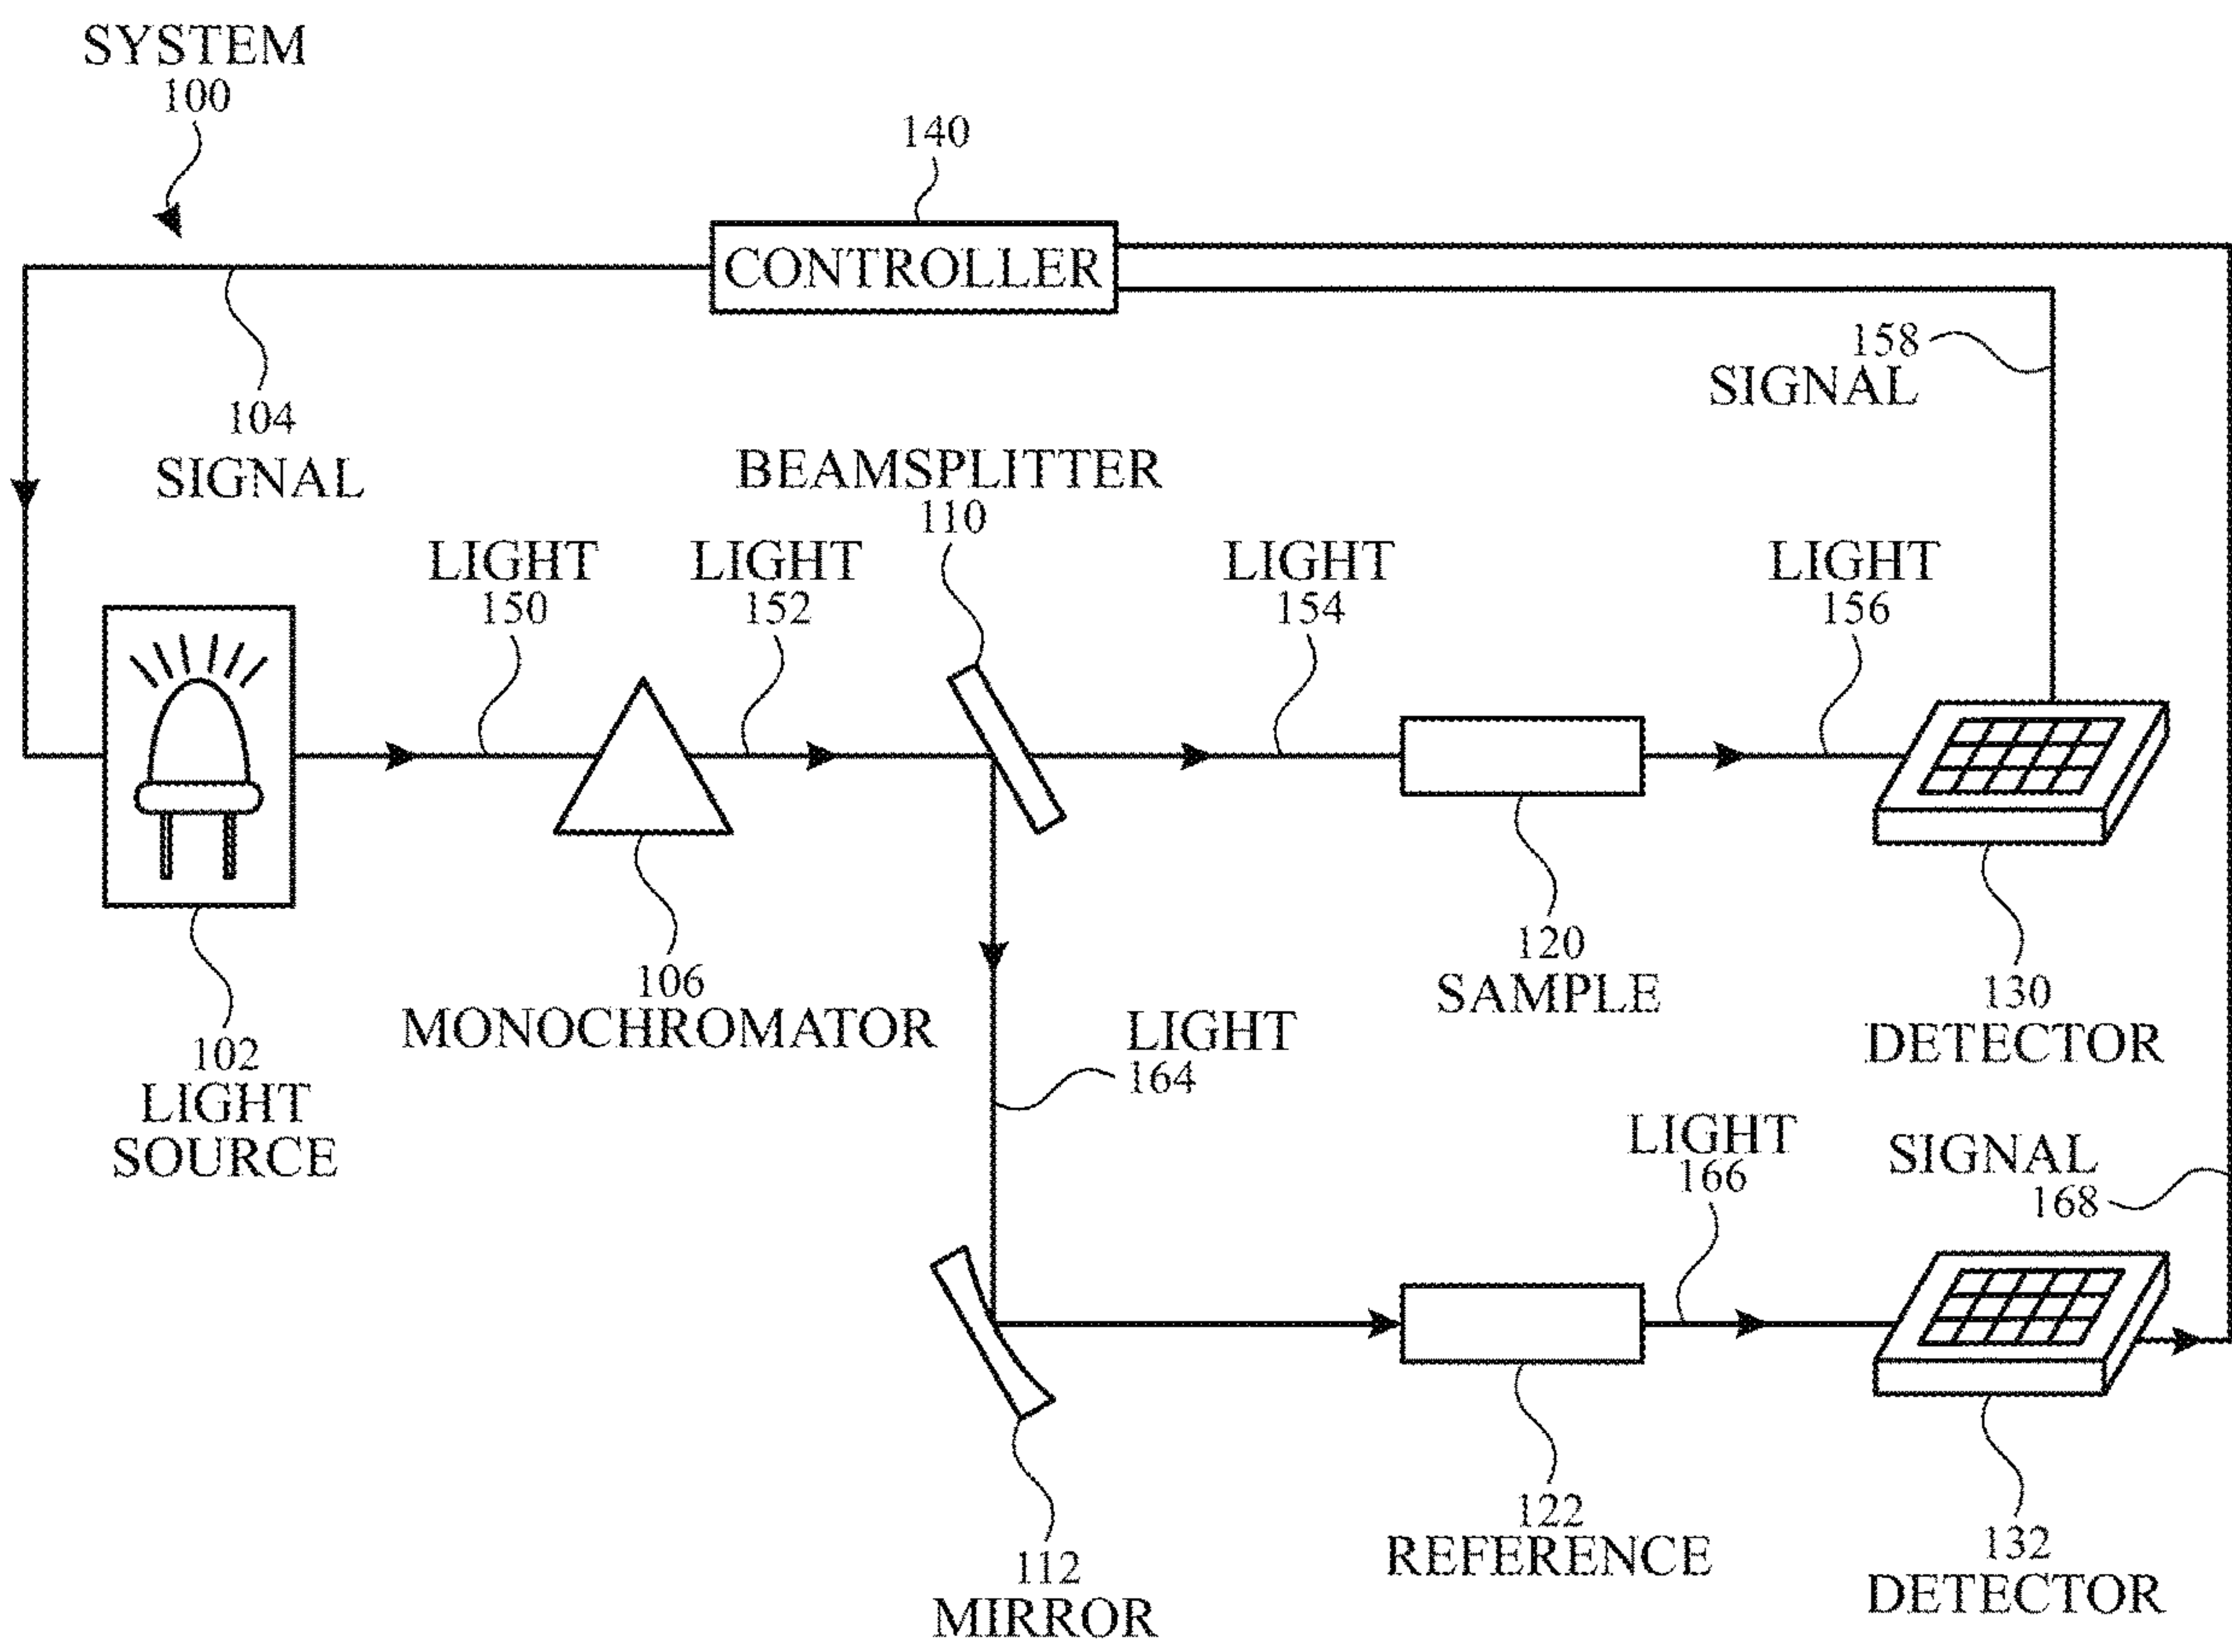 SYSTEM
100
140
CONTROLLER
158
SIGNAL
104
SIGNAL
BEAMSPLITTER
110
LIGHT
150
LIGHT
152
LIGHT
154
LIGHT
156
120
SAMPLE
106
MONOCHROMATOR
130
DETECTOR
102
LIGHT
SOURCE
LIGHT
164
LIGHT
166
SIGNAL
168
122
REFERENCE
132
DETECTOR
112
MIRROR